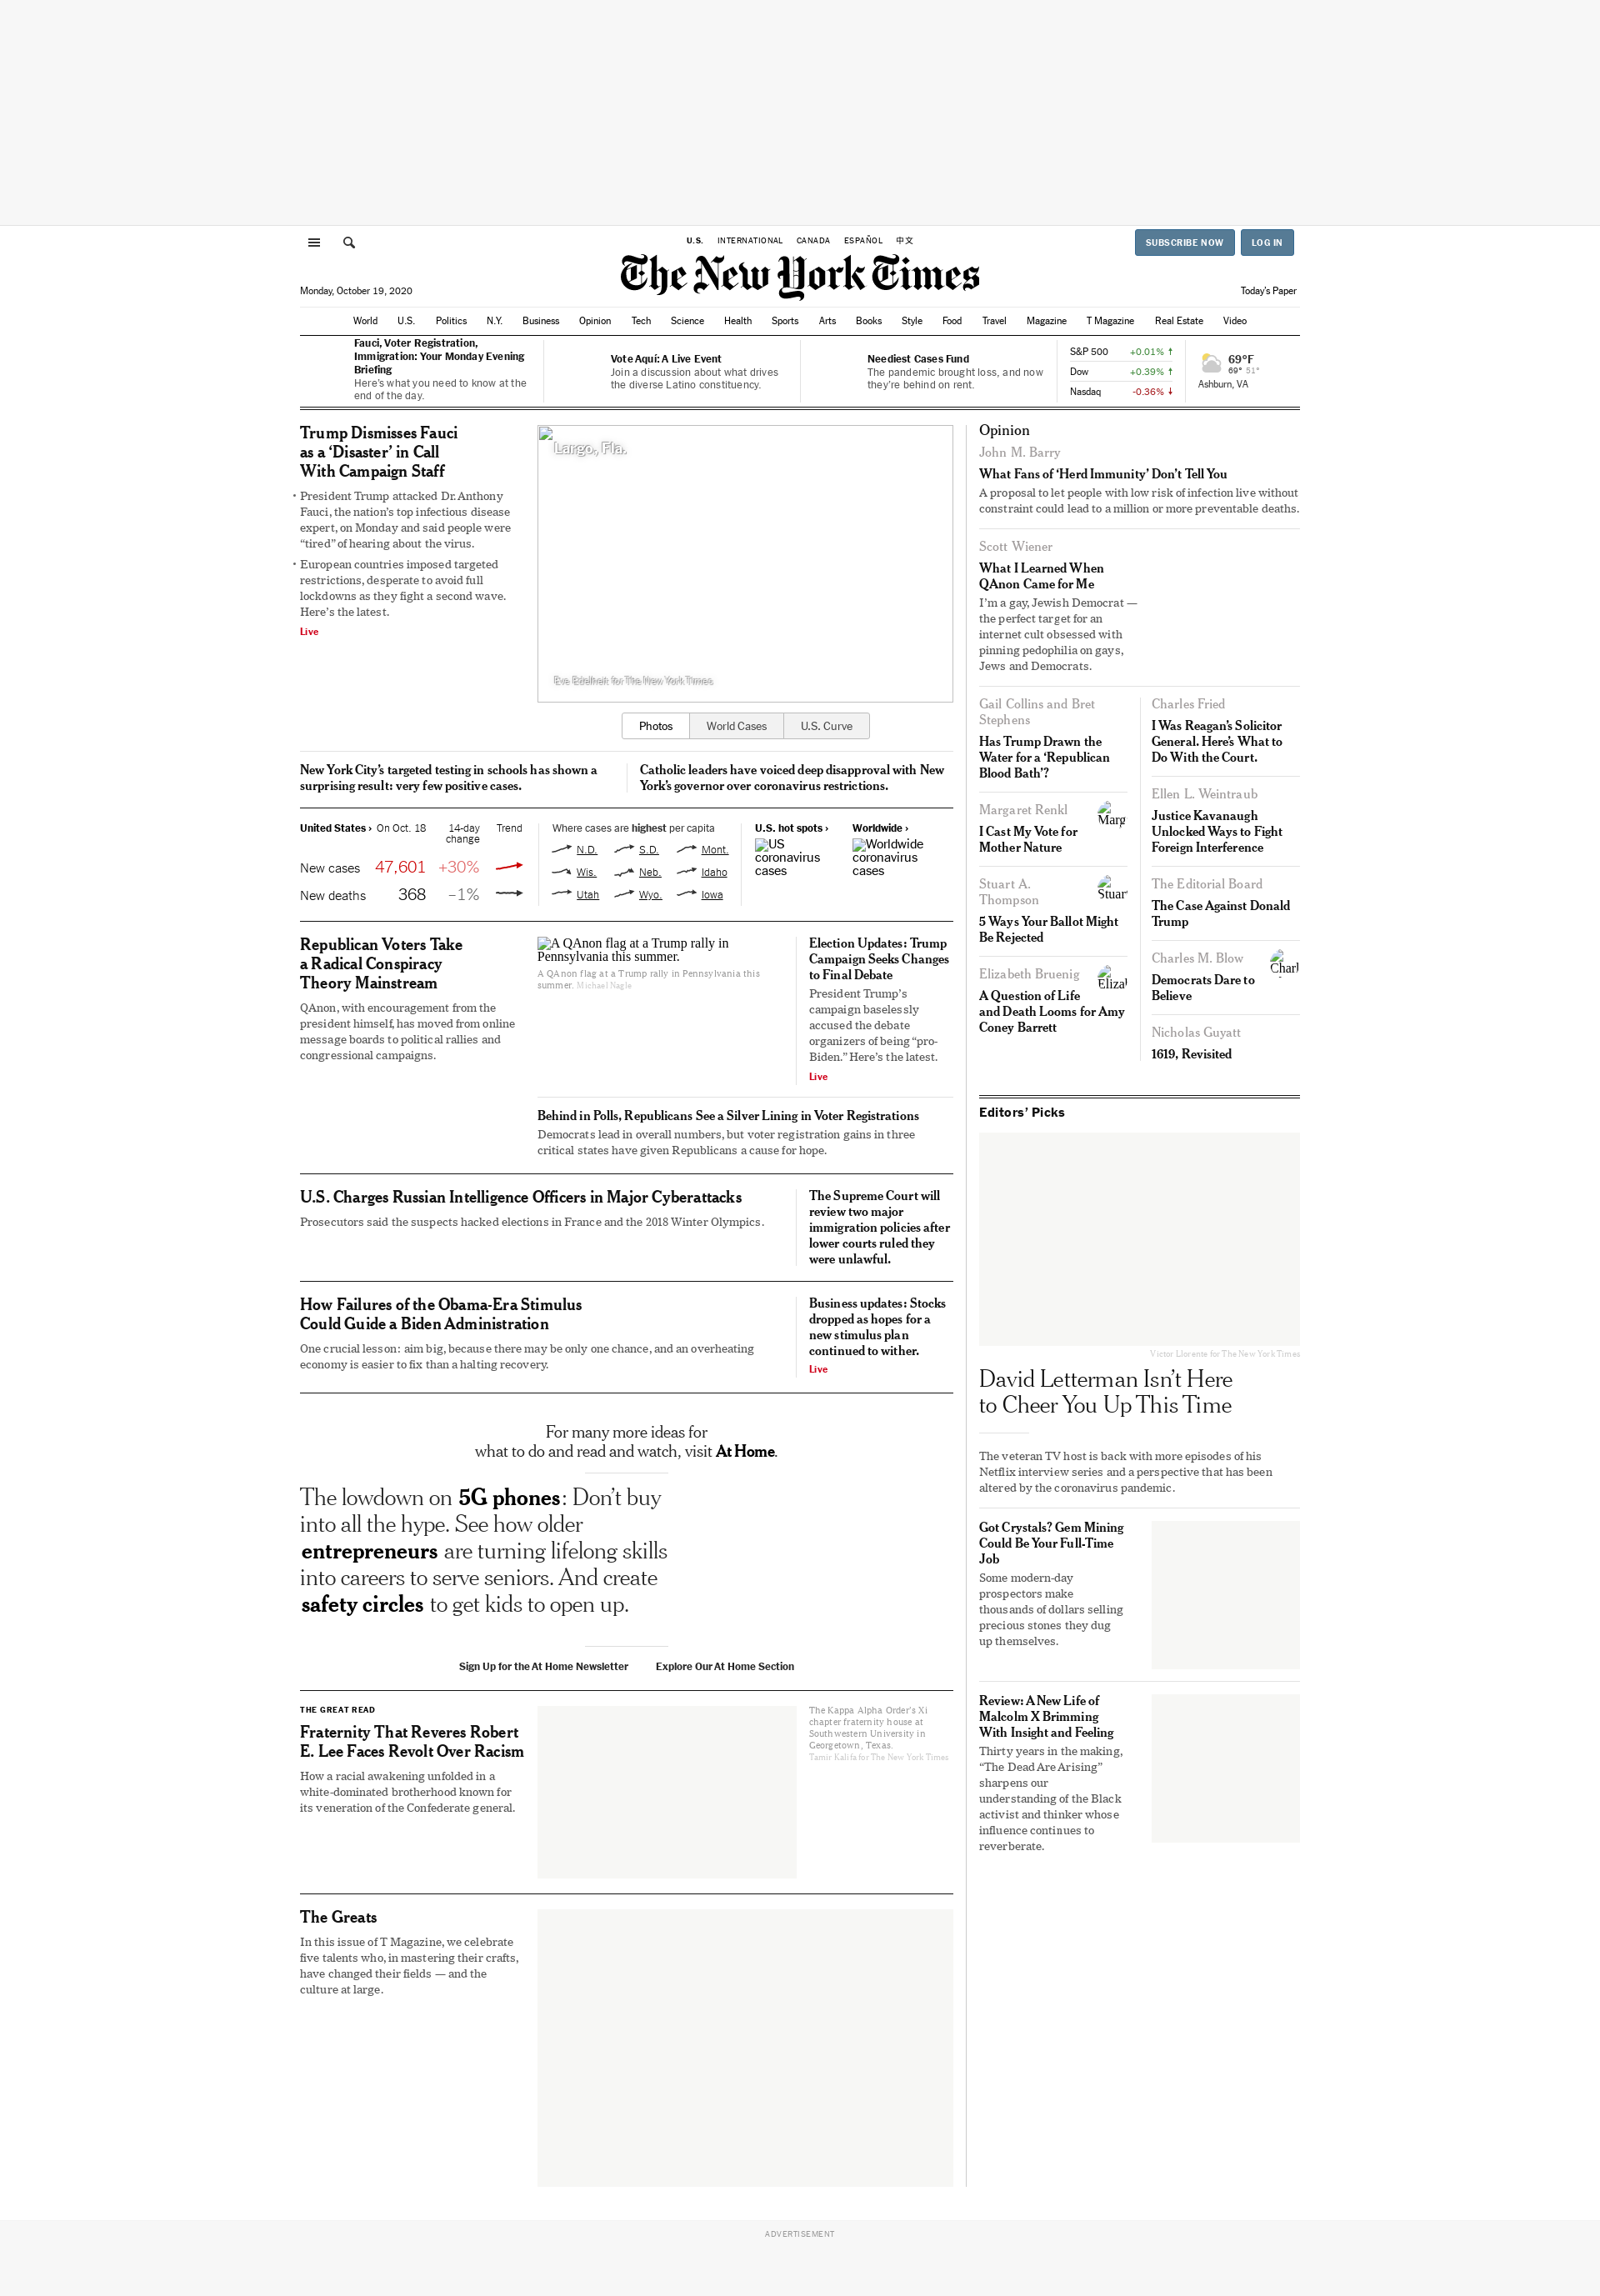 U.S.
INTERNATIONAL
CANADA
ESPAÑOL
中文
SUBSCRIBE NOW
LOG IN
The New York Times
Monday, October 19, 2020
Today's Paper
World
U.S.
Politics
N.Y.
Business
Opinion
Tech
Science
Health
Sports
Arts
Books
Style
Food
Travel
Magazine
T Magazine
Real Estate
Video
Fauci, Voter Registration,
Immigration: Your Monday Evening
Briefing
Here's what you need to know at the
end of the day.
Vote Aquí: A Live Event
Join a discussion about what drives
the diverse Latino constituency.
Neediest Cases Fund
The pandemic brought loss, and now
they're behind on rent.
S&P 500 +0.01% ↑
Dow +0.39% ↑
Nasdaq -0.36% ↓
69°F
69° 51°
Ashburn, VA
Trump Dismisses Fauci
as a ‘Disaster’ in Call
With Campaign Staff
• President Trump attacked Dr. Anthony
Fauci, the nation’s top infectious disease
expert, on Monday and said people were
“tired” of hearing about the virus.
• European countries imposed targeted
restrictions, desperate to avoid full
lockdowns as they fight a second wave.
Here’s the latest.
Live
Largo, Fla.
Eve Edelheit for The New York Times
Photos
World Cases
U.S. Curve
New York City’s targeted testing in schools has shown a
surprising result: very few positive cases.
Catholic leaders have voiced deep disapproval with New
York’s governor over coronavirus restrictions.
United States › On Oct. 18 14-day Trend
change
New cases 47,601 +30%
New deaths 368 –1%
Where cases are highest per capita
N.D. S.D. Mont.
Wis. Neb. Idaho
Utah Wyo. Iowa
U.S. hot spots ›
US
coronavirus
cases
Worldwide ›
Worldwide
coronavirus
cases
Republican Voters Take
a Radical Conspiracy
Theory Mainstream
QAnon, with encouragement from the
president himself, has moved from online
message boards to political rallies and
congressional campaigns.
A QAnon flag at a Trump rally in
Pennsylvania this summer.
A QAnon flag at a Trump rally in Pennsylvania this
summer. Michael Nagle
Election Updates: Trump
Campaign Seeks Changes
to Final Debate
President Trump’s
campaign baselessly
accused the debate
organizers of being “pro-
Biden.” Here’s the latest.
Live
Behind in Polls, Republicans See a Silver Lining in Voter Registrations
Democrats lead in overall numbers, but voter registration gains in three
critical states have given Republicans a cause for hope.
U.S. Charges Russian Intelligence Officers in Major Cyberattacks
Prosecutors said the suspects hacked elections in France and the 2018 Winter Olympics.
The Supreme Court will
review two major
immigration policies after
lower courts ruled they
were unlawful.
How Failures of the Obama-Era Stimulus
Could Guide a Biden Administration
One crucial lesson: aim big, because there may be only one chance, and an overheating
economy is easier to fix than a halting recovery.
Business updates: Stocks
dropped as hopes for a
new stimulus plan
continued to wither.
Live
For many more ideas for
what to do and read and watch, visit At Home.
The lowdown on 5G phones: Don’t buy
into all the hype. See how older
entrepreneurs are turning lifelong skills
into careers to serve seniors. And create
safety circles to get kids to open up.
Sign Up for the At Home Newsletter
Explore Our At Home Section
THE GREAT READ
Fraternity That Reveres Robert
E. Lee Faces Revolt Over Racism
How a racial awakening unfolded in a
white-dominated brotherhood known for
its veneration of the Confederate general.
The Kappa Alpha Order’s Xi
chapter fraternity house at
Southwestern University in
Georgetown, Texas.
Tamir Kalifa for The New York Times
The Greats
In this issue of T Magazine, we celebrate
five talents who, in mastering their crafts,
have changed their fields — and the
culture at large.
Opinion
John M. Barry
What Fans of ‘Herd Immunity’ Don’t Tell You
A proposal to let people with low risk of infection live without
constraint could lead to a million or more preventable deaths.
Scott Wiener
What I Learned When
QAnon Came for Me
I’m a gay, Jewish Democrat —
the perfect target for an
internet cult obsessed with
pinning pedophilia on gays,
Jews and Democrats.
Gail Collins and Bret
Stephens
Has Trump Drawn the
Water for a ‘Republican
Blood Bath’?
Margaret Renkl
Marg
I Cast My Vote for
Mother Nature
Stuart A.
Thompson
Stuar
5 Ways Your Ballot Might
Be Rejected
Elizabeth Bruenig
Eliza
A Question of Life
and Death Looms for Amy
Coney Barrett
Charles Fried
I Was Reagan’s Solicitor
General. Here’s What to
Do With the Court.
Ellen L. Weintraub
Justice Kavanaugh
Unlocked Ways to Fight
Foreign Interference
The Editorial Board
The Case Against Donald
Trump
Charles M. Blow
Charl
Democrats Dare to
Believe
Nicholas Guyatt
1619, Revisited
Editors’ Picks
Victor Llorente for The New York Times
David Letterman Isn’t Here
to Cheer You Up This Time
The veteran TV host is back with more episodes of his
Netflix interview series and a perspective that has been
altered by the coronavirus pandemic.
Got Crystals? Gem Mining
Could Be Your Full-Time
Job
Some modern-day
prospectors make
thousands of dollars selling
precious stones they dug
up themselves.
Review: A New Life of
Malcolm X Brimming
With Insight and Feeling
Thirty years in the making,
“The Dead Are Arising”
sharpens our
understanding of the Black
activist and thinker whose
influence continues to
reverberate.
ADVERTISEMENT